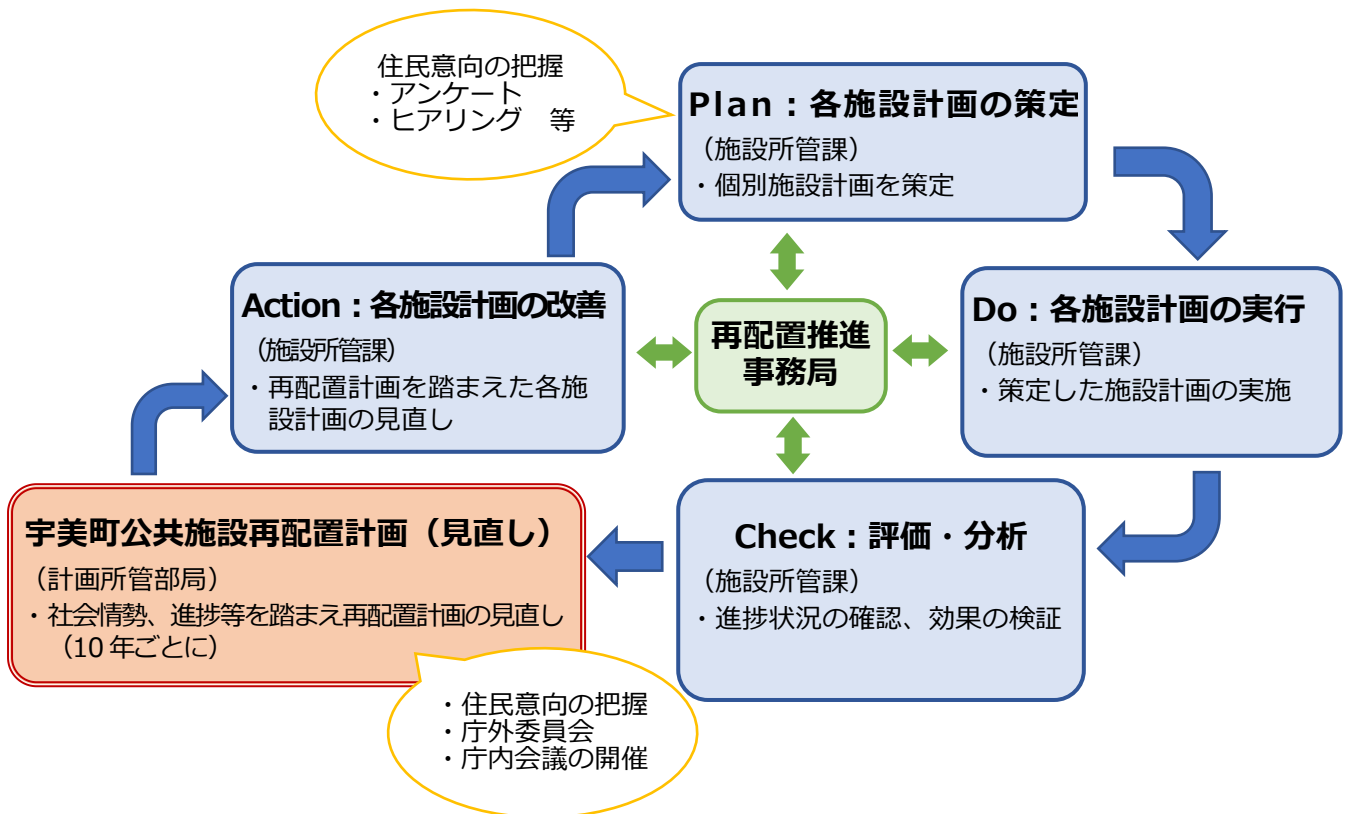 住民意向の把握
・アンケート
・ヒアリング　等
Plan：各施設計画の策定
（施設所管課）
・個別施設計画を策定
Action：各施設計画の改善
（施設所管課）
・再配置計画を踏まえた各施
設計画の見直し
再配置推進
事務局
Do：各施設計画の実行
（施設所管課）
・策定した施設計画の実施
宇美町公共施設再配置計画（見直し）
（計画所管部局）
・社会情勢、進捗等を踏まえ再配置計画の見直し
（10 年ごとに）
Check：評価・分析
（施設所管課）
・進捗状況の確認、効果の検証
・住民意向の把握
・庁外委員会
・庁内会議の開催